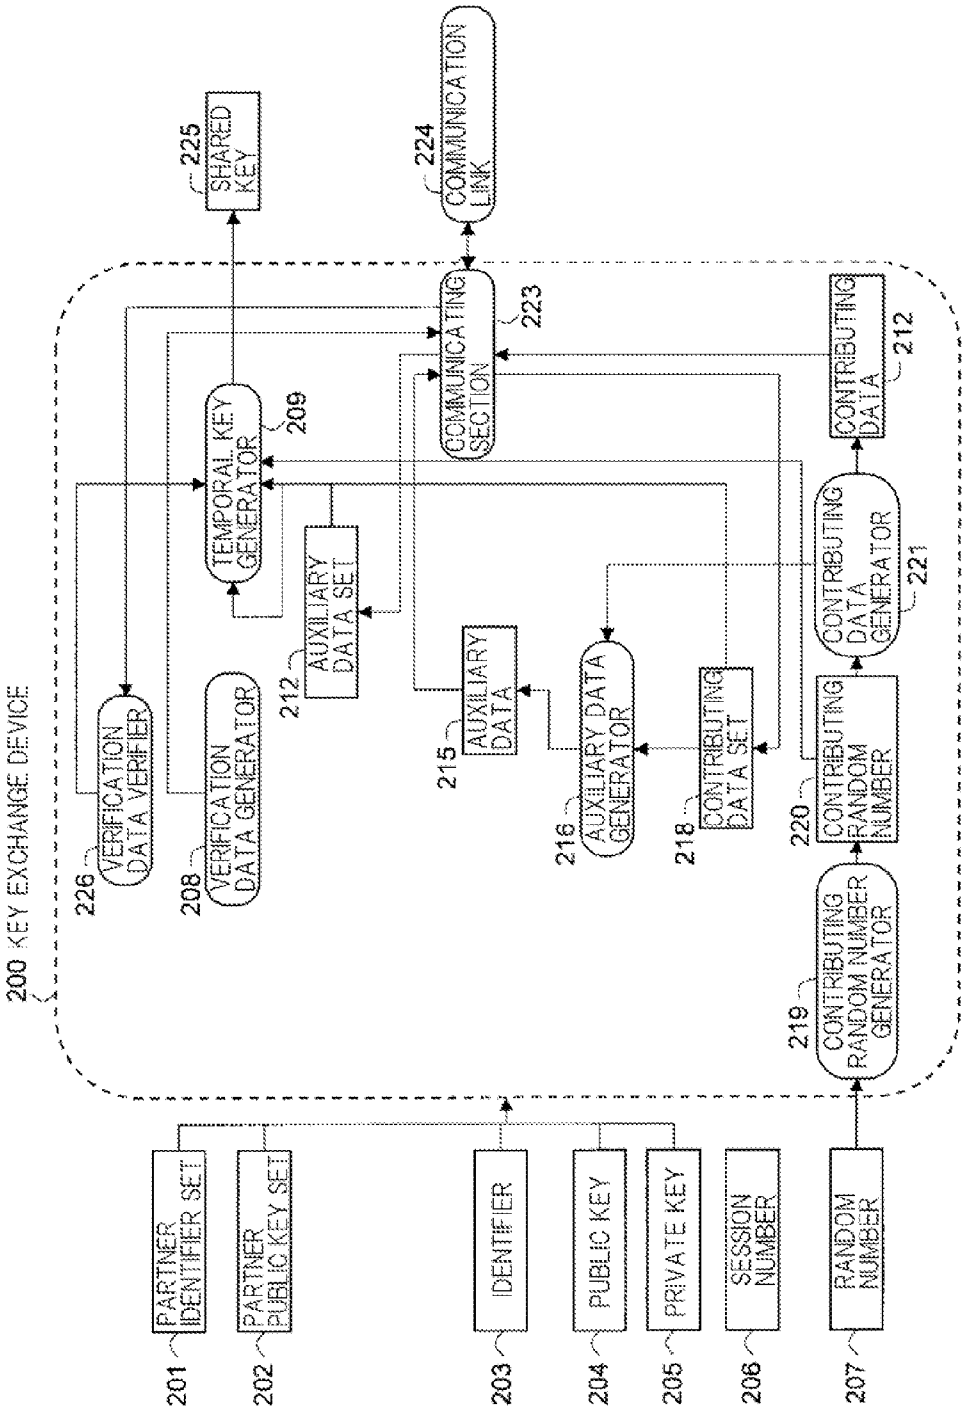 200 KEY EXCHANGE DEVICE
201
PARTNER
IDENTIFIER SET
202
PARTNER
PUBLIC KEY SET
203
IDENTIFIER
204
PUBLIC KEY
205
PRIVATE KEY
206
SESSION
NUMBER
207
RANDOM
NUMBER
226
VERIFICATION
DATA VERIFIER
208
VERIFICATION
DATA GENERATOR
212
AUXILIARY
DATA SET
215
AUXILIARY
DATA
216
AUXILIARY DATA
GENERATOR
218
CONTRIBUTING
DATA SET
219
CONTRIBUTING
RANDOM NUMBER
GENERATOR
220
CONTRIBUTING
RANDOM
NUMBER
TEMPORAL KEY
GENERATOR
209
COMMUNICATING
SECTION
223
CONTRIBUTING
DATA
GENERATOR
221
CONTRIBUTING
DATA
212
225
SHARED
KEY
224
COMMUNICATION
LINK